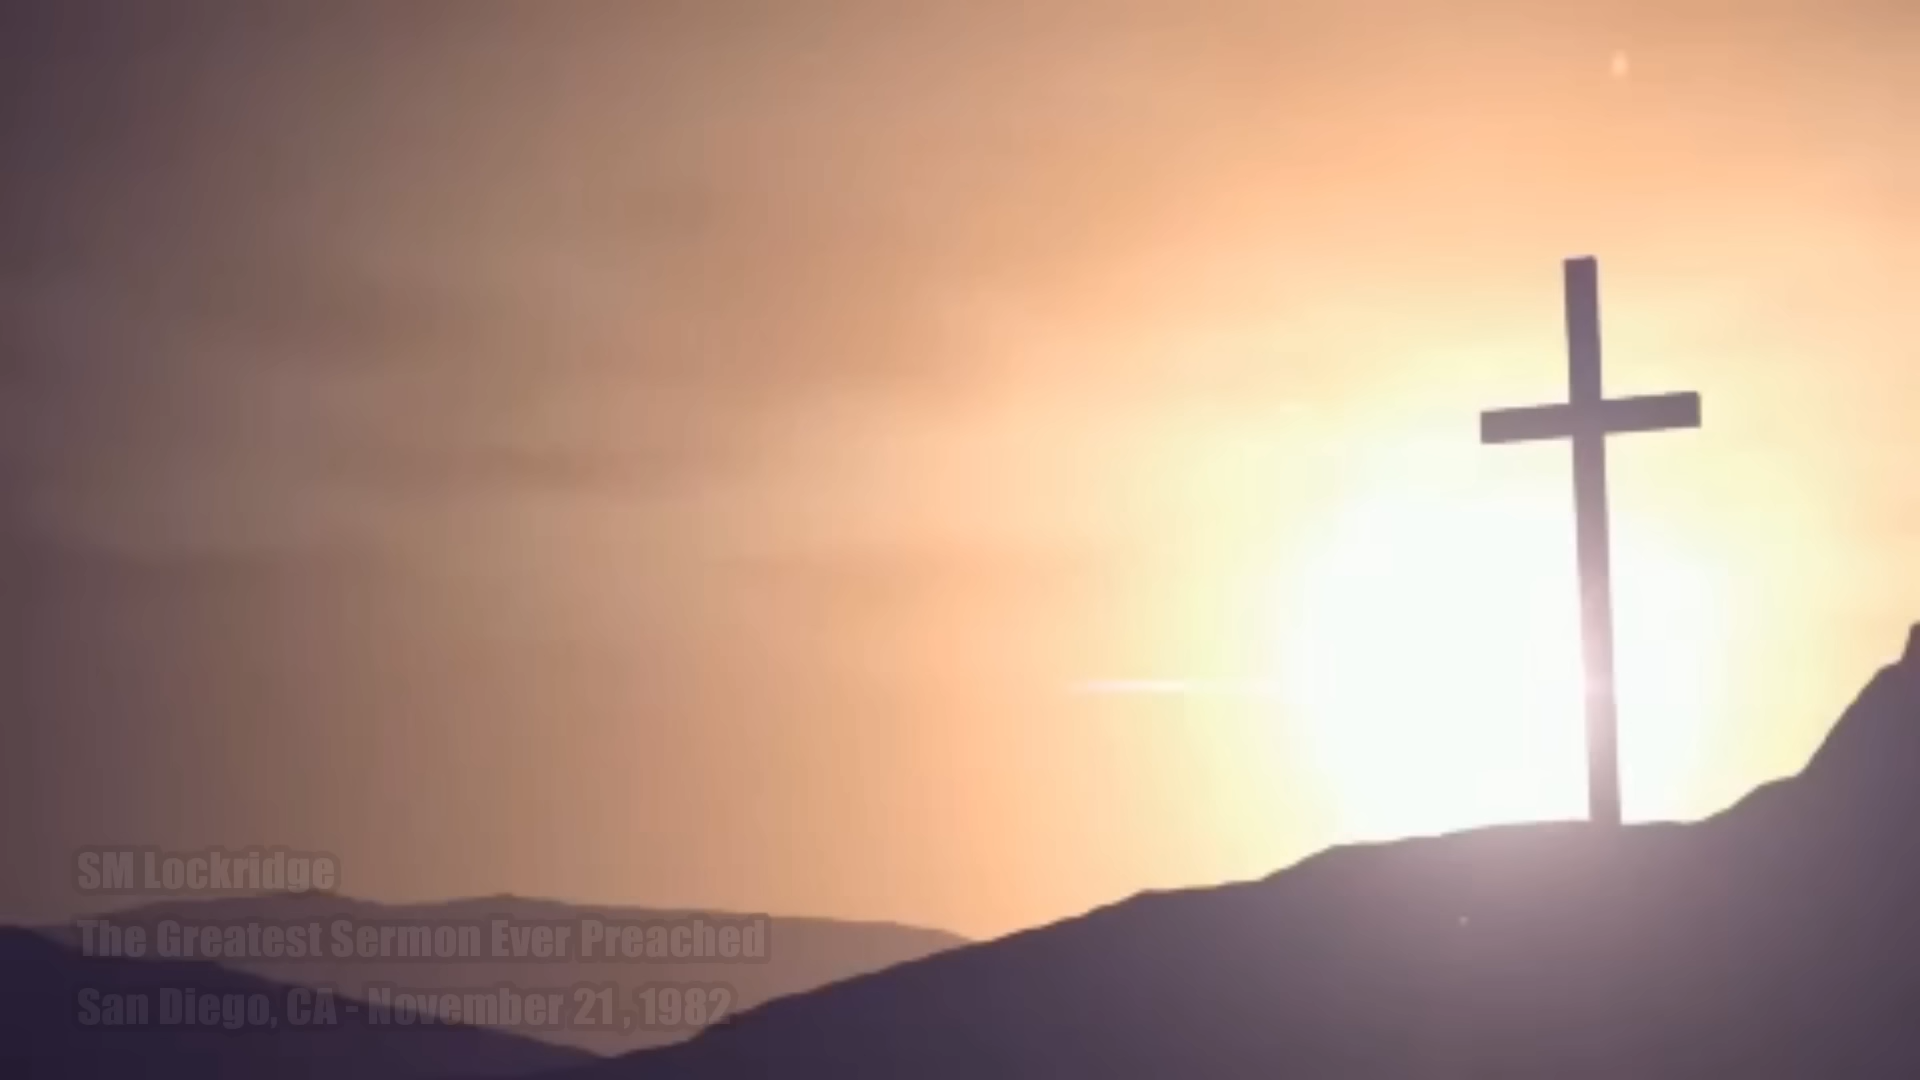 SM Lockridge
The Greatest Sermon Ever Preached
San Diego, CA - November 21 , 1982